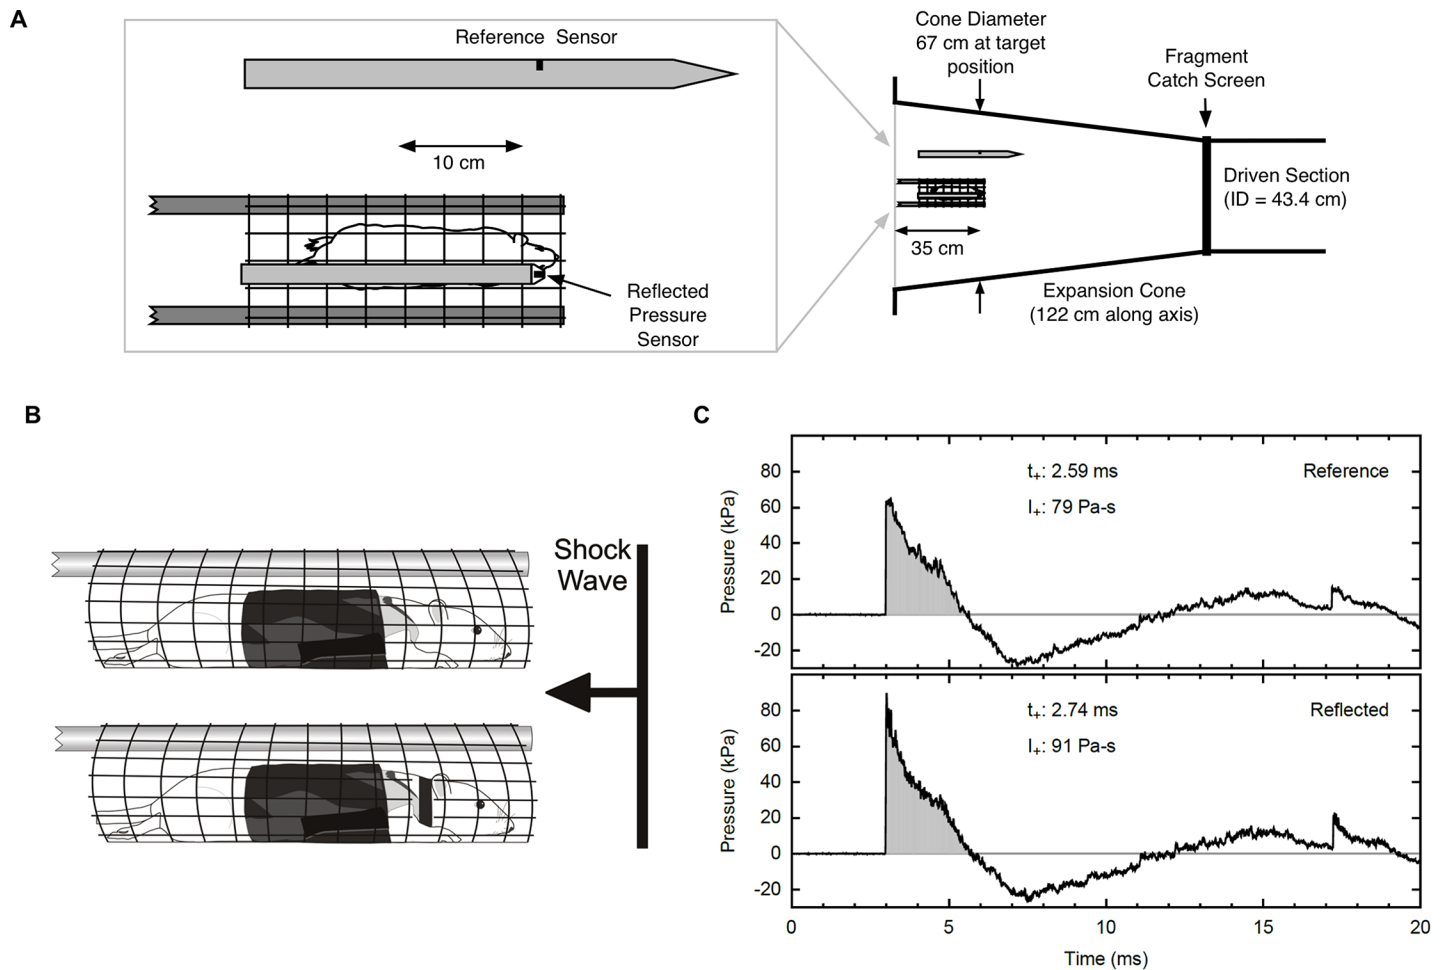 A
Reference Sensor
10 cm
Reflected
Pressure
Sensor
Cone Diameter
67 cm at target
position
Fragment
Catch Screen
Driven Section
(ID = 43.4 cm)
35 cm
Expansion Cone
(122 cm along axis)
B
Shock
Wave
C
Pressure (kPa)
80
60
40
20
0
-20
t+: 2.59 ms
I+: 79 Pa-s
Reference
Pressure (kPa)
80
60
40
20
0
-20
t+: 2.74 ms
I+: 91 Pa-s
Reflected
0 5 10 15 20
Time (ms)